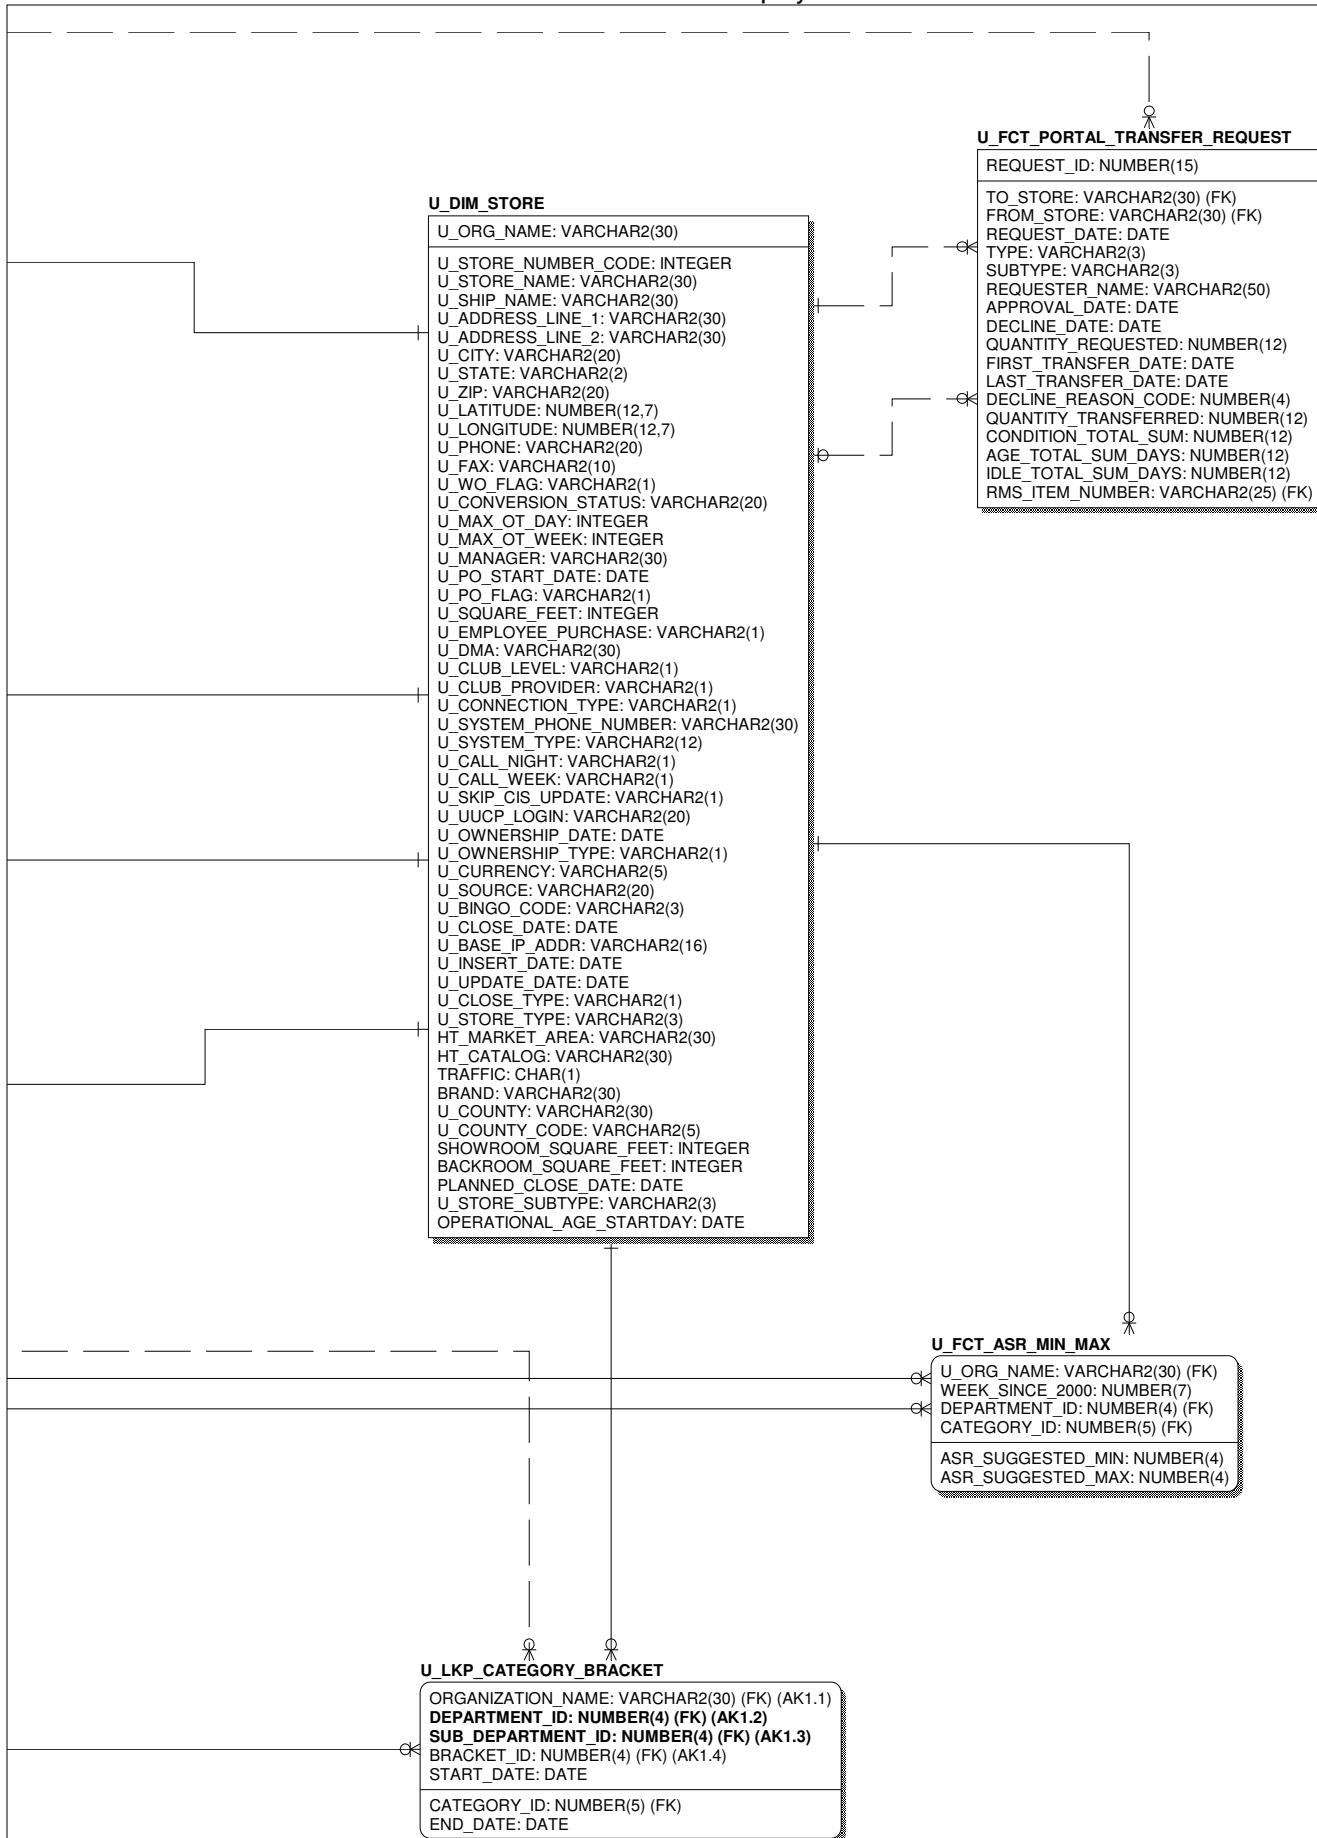 U_FCT_PORTAL_TRANSFER_REQUEST
REQUEST_ID: NUMBER(15)
TO_STORE: VARCHAR2(30) (FK)
FROM_STORE: VARCHAR2(30) (FK)
REQUEST_DATE: DATE
TYPE: VARCHAR2(3)
SUBTYPE: VARCHAR2(3)
REQUESTER_NAME: VARCHAR2(50)
APPROVAL_DATE: DATE
DECLINE_DATE: DATE
QUANTITY_REQUESTED: NUMBER(12)
FIRST_TRANSFER_DATE: DATE
LAST_TRANSFER_DATE: DATE
DECLINE_REASON_CODE: NUMBER(4)
QUANTITY_TRANSFERRED: NUMBER(12)
CONDITION_TOTAL_SUM: NUMBER(12)
AGE_TOTAL_SUM_DAYS: NUMBER(12)
IDLE_TOTAL_SUM_DAYS: NUMBER(12)
RMS_ITEM_NUMBER: VARCHAR2(25) (FK)
U_DIM_STORE
U_ORG_NAME: VARCHAR2(30)
U_STORE_NUMBER_CODE: INTEGER
U_STORE_NAME: VARCHAR2(30)
U_SHIP_NAME: VARCHAR2(30)
U_ADDRESS_LINE_1: VARCHAR2(30)
U_ADDRESS_LINE_2: VARCHAR2(30)
U_CITY: VARCHAR2(20)
U_STATE: VARCHAR2(2)
U_ZIP: VARCHAR2(20)
U_LATITUDE: NUMBER(12,7)
U_LONGITUDE: NUMBER(12,7)
U_PHONE: VARCHAR2(20)
U_FAX: VARCHAR2(10)
U_WO_FLAG: VARCHAR2(1)
U_CONVERSION_STATUS: VARCHAR2(20)
U_MAX_OT_DAY: INTEGER
U_MAX_OT_WEEK: INTEGER
U_MANAGER: VARCHAR2(30)
U_PO_START_DATE: DATE
U_PO_FLAG: VARCHAR2(1)
U_SQUARE_FEET: INTEGER
U_EMPLOYEE_PURCHASE: VARCHAR2(1)
U_DMA: VARCHAR2(30)
U_CLUB_LEVEL: VARCHAR2(1)
U_CLUB_PROVIDER: VARCHAR2(1)
U_CONNECTION_TYPE: VARCHAR2(1)
U_SYSTEM_PHONE_NUMBER: VARCHAR2(30)
U_SYSTEM_TYPE: VARCHAR2(12)
U_CALL_NIGHT: VARCHAR2(1)
U_CALL_WEEK: VARCHAR2(1)
U_SKIP_CIS_UPDATE: VARCHAR2(1)
U_UUCP_LOGIN: VARCHAR2(20)
U_OWNERSHIP_DATE: DATE
U_OWNERSHIP_TYPE: VARCHAR2(1)
U_CURRENCY: VARCHAR2(5)
U_SOURCE: VARCHAR2(20)
U_BINGO_CODE: VARCHAR2(3)
U_CLOSE_DATE: DATE
U_BASE_IP_ADDR: VARCHAR2(16)
U_INSERT_DATE: DATE
U_UPDATE_DATE: DATE
U_CLOSE_TYPE: VARCHAR2(1)
U_STORE_TYPE: VARCHAR2(3)
HT_MARKET_AREA: VARCHAR2(30)
HT_CATALOG: VARCHAR2(30)
TRAFFIC: CHAR(1)
BRAND: VARCHAR2(30)
U_COUNTY: VARCHAR2(30)
U_COUNTY_CODE: VARCHAR2(5)
SHOWROOM_SQUARE_FEET: INTEGER
BACKROOM_SQUARE_FEET: INTEGER
PLANNED_CLOSE_DATE: DATE
U_STORE_SUBTYPE: VARCHAR2(3)
OPERATIONAL_AGE_STARTDAY: DATE
U_FCT_ASR_MIN_MAX
U_ORG_NAME: VARCHAR2(30) (FK)
WEEK_SINCE_2000: NUMBER(7)
DEPARTMENT_ID: NUMBER(4) (FK)
CATEGORY_ID: NUMBER(5) (FK)
ASR_SUGGESTED_MIN: NUMBER(4)
ASR_SUGGESTED_MAX: NUMBER(4)
U_LKP_CATEGORY_BRACKET
ORGANIZATION_NAME: VARCHAR2(30) (FK) (AK1.1)
DEPARTMENT_ID: NUMBER(4) (FK) (AK1.2)
SUB_DEPARTMENT_ID: NUMBER(4) (FK) (AK1.3)
BRACKET_ID: NUMBER(4) (FK) (AK1.4)
START_DATE: DATE
CATEGORY_ID: NUMBER(5) (FK)
END_DATE: DATE